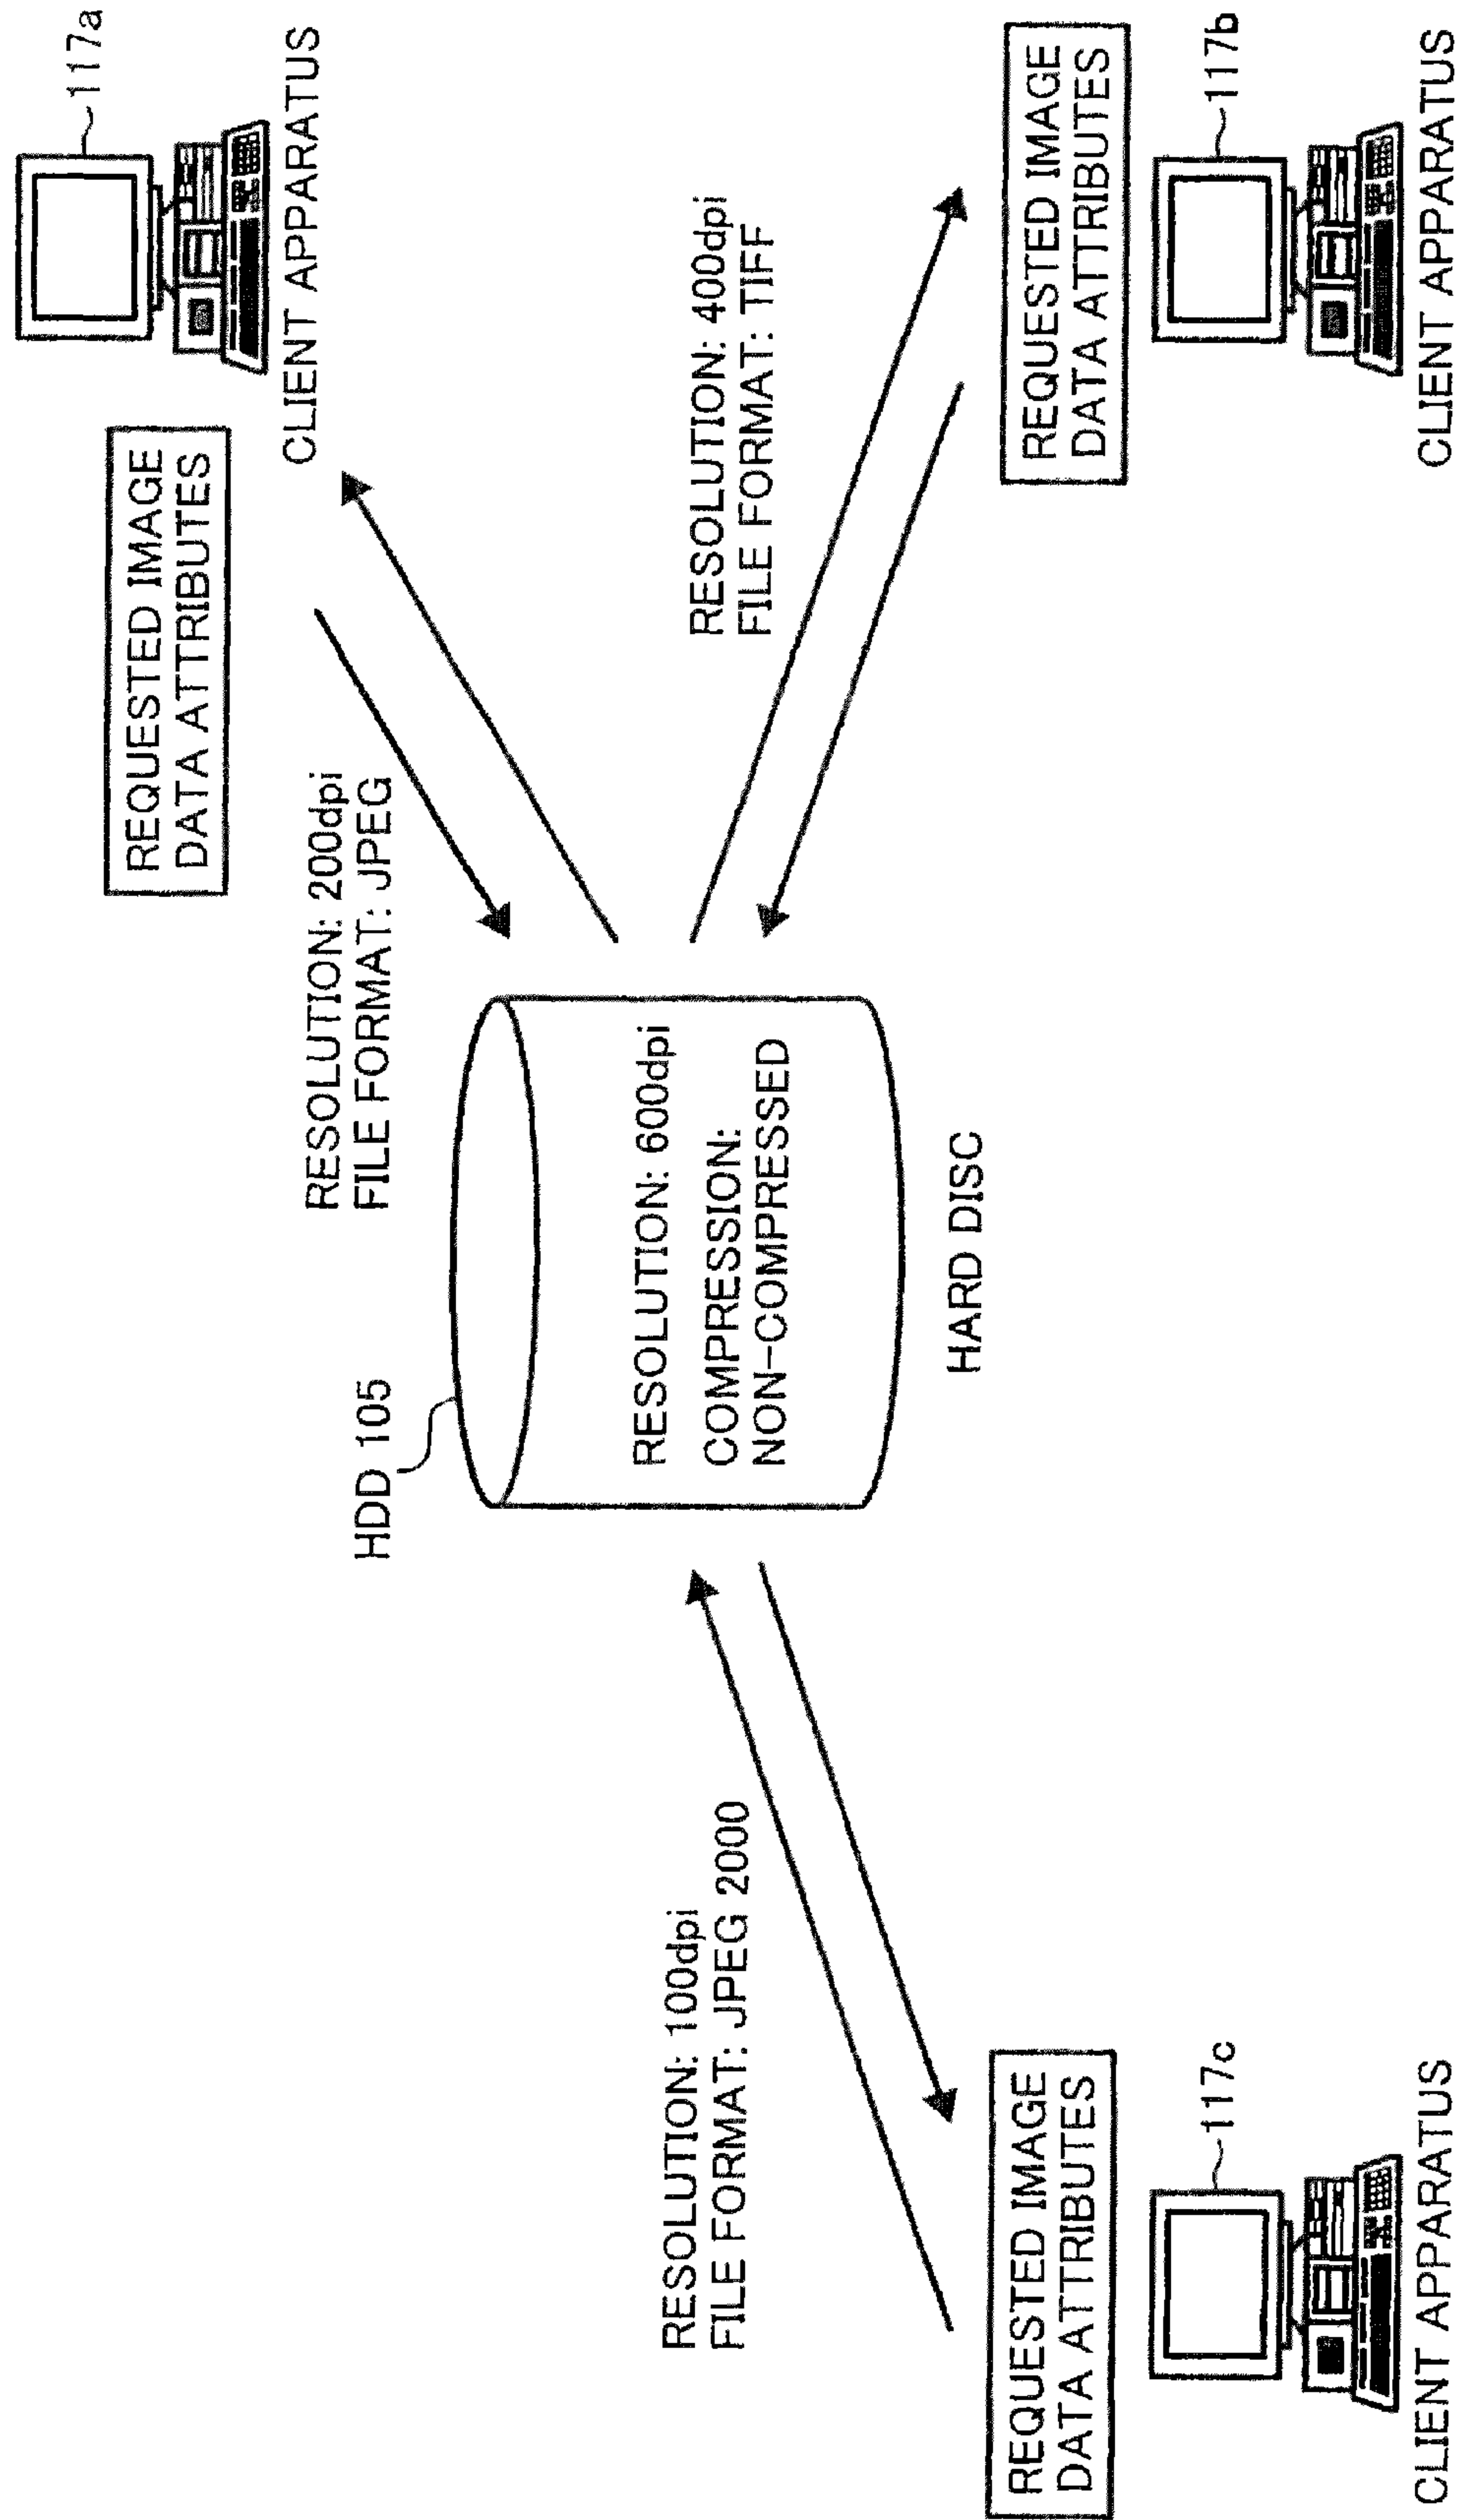 REQUESTED IMAGE
DATA ATTRIBUTES
117a
CLIENT APPARATUS
RESOLUTION: 200dpi
FILE FORMAT: JPEG
HDD 105
RESOLUTION: 600dpi
COMPRESSION:
NON-COMPRESSED
HARD DISC
RESOLUTION: 400dpi
FILE FORMAT: TIFF
REQUESTED IMAGE
DATA ATTRIBUTES
117b
CLIENT APPARATUS
RESOLUTION: 100dpi
FILE FORMAT: JPEG 2000
REQUESTED IMAGE
DATA ATTRIBUTES
117c
CLIENT APPARATUS